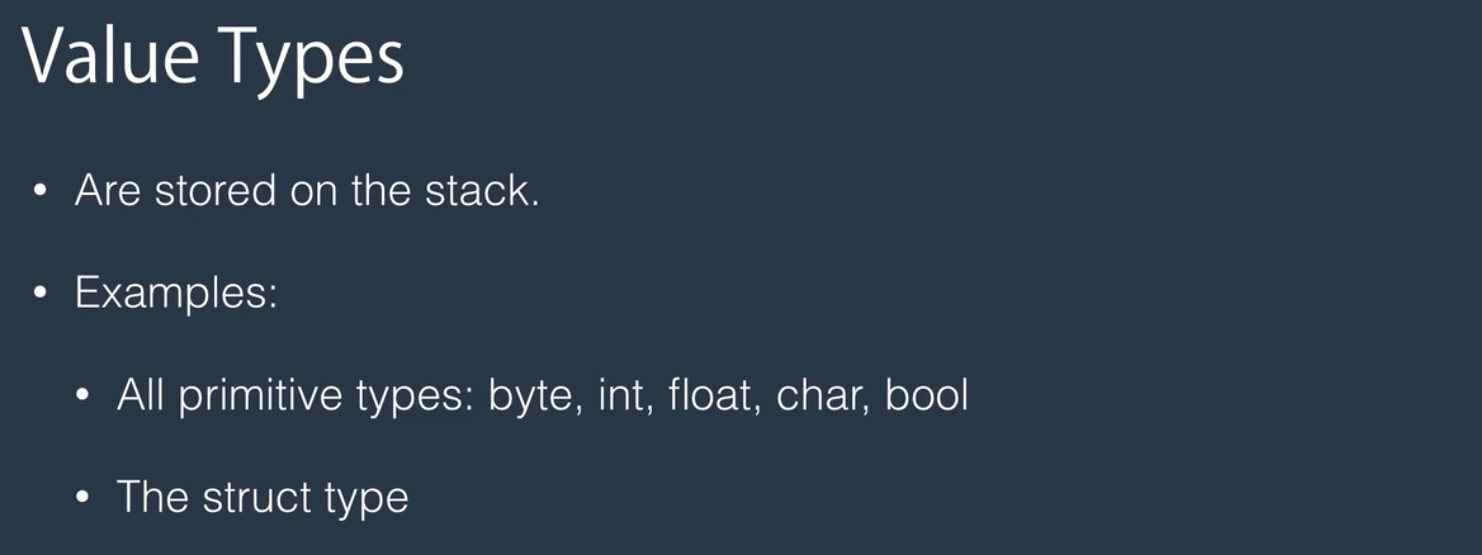 Value Types
• Are stored on the stack.
• Examples:
• All primitive types: byte, int, float, char, bool
• The struct type